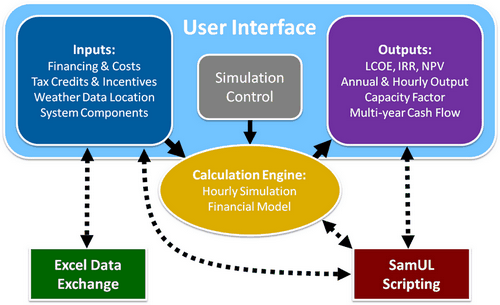 User Interface
Inputs:
Financing & Costs
Tax Credits & Incentives
Weather Data Location
System Components
Simulation
Control
Outputs:
LCOE, IRR, NPV
Annual & Hourly Output
Capacity Factor
Multi-year Cash Flow
Calculation Engine:
Hourly Simulation
Financial Model
Excel Data
Exchange
SamUL
Scripting